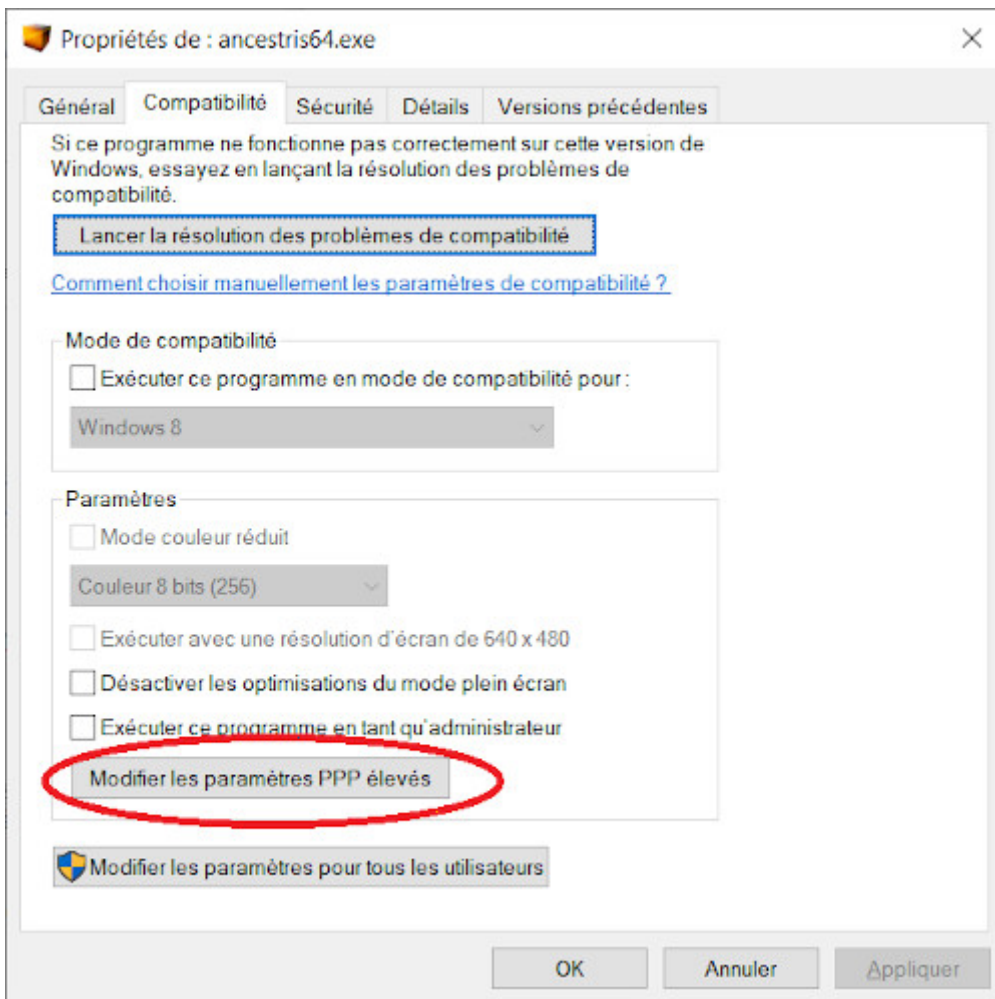 Propriétés de : ancestris64.exe
Général Compatibilité Sécurité Détails Versions précédentes
Si ce programme ne fonctionne pas correctement sur cette version de
Windows, essayez en lançant la résolution des problèmes de
compatibilité.
Lancer la résolution des problèmes de compatibilité
Comment choisir manuellement les paramètres de compatibilité ?
Mode de compatibilité
Exécuter ce programme en mode de compatibilité pour :
Windows 8
Paramètres
Mode couleur réduit
Couleur 8 bits (256)
Exécuter avec une résolution d'écran de 640 x 480
Désactiver les optimisations du mode plein écran
Exécuter ce programme en tant qu'administrateur
Modifier les paramètres PPP élevés
Modifier les paramètres pour tous les utilisateurs
OK Annuler Appliquer